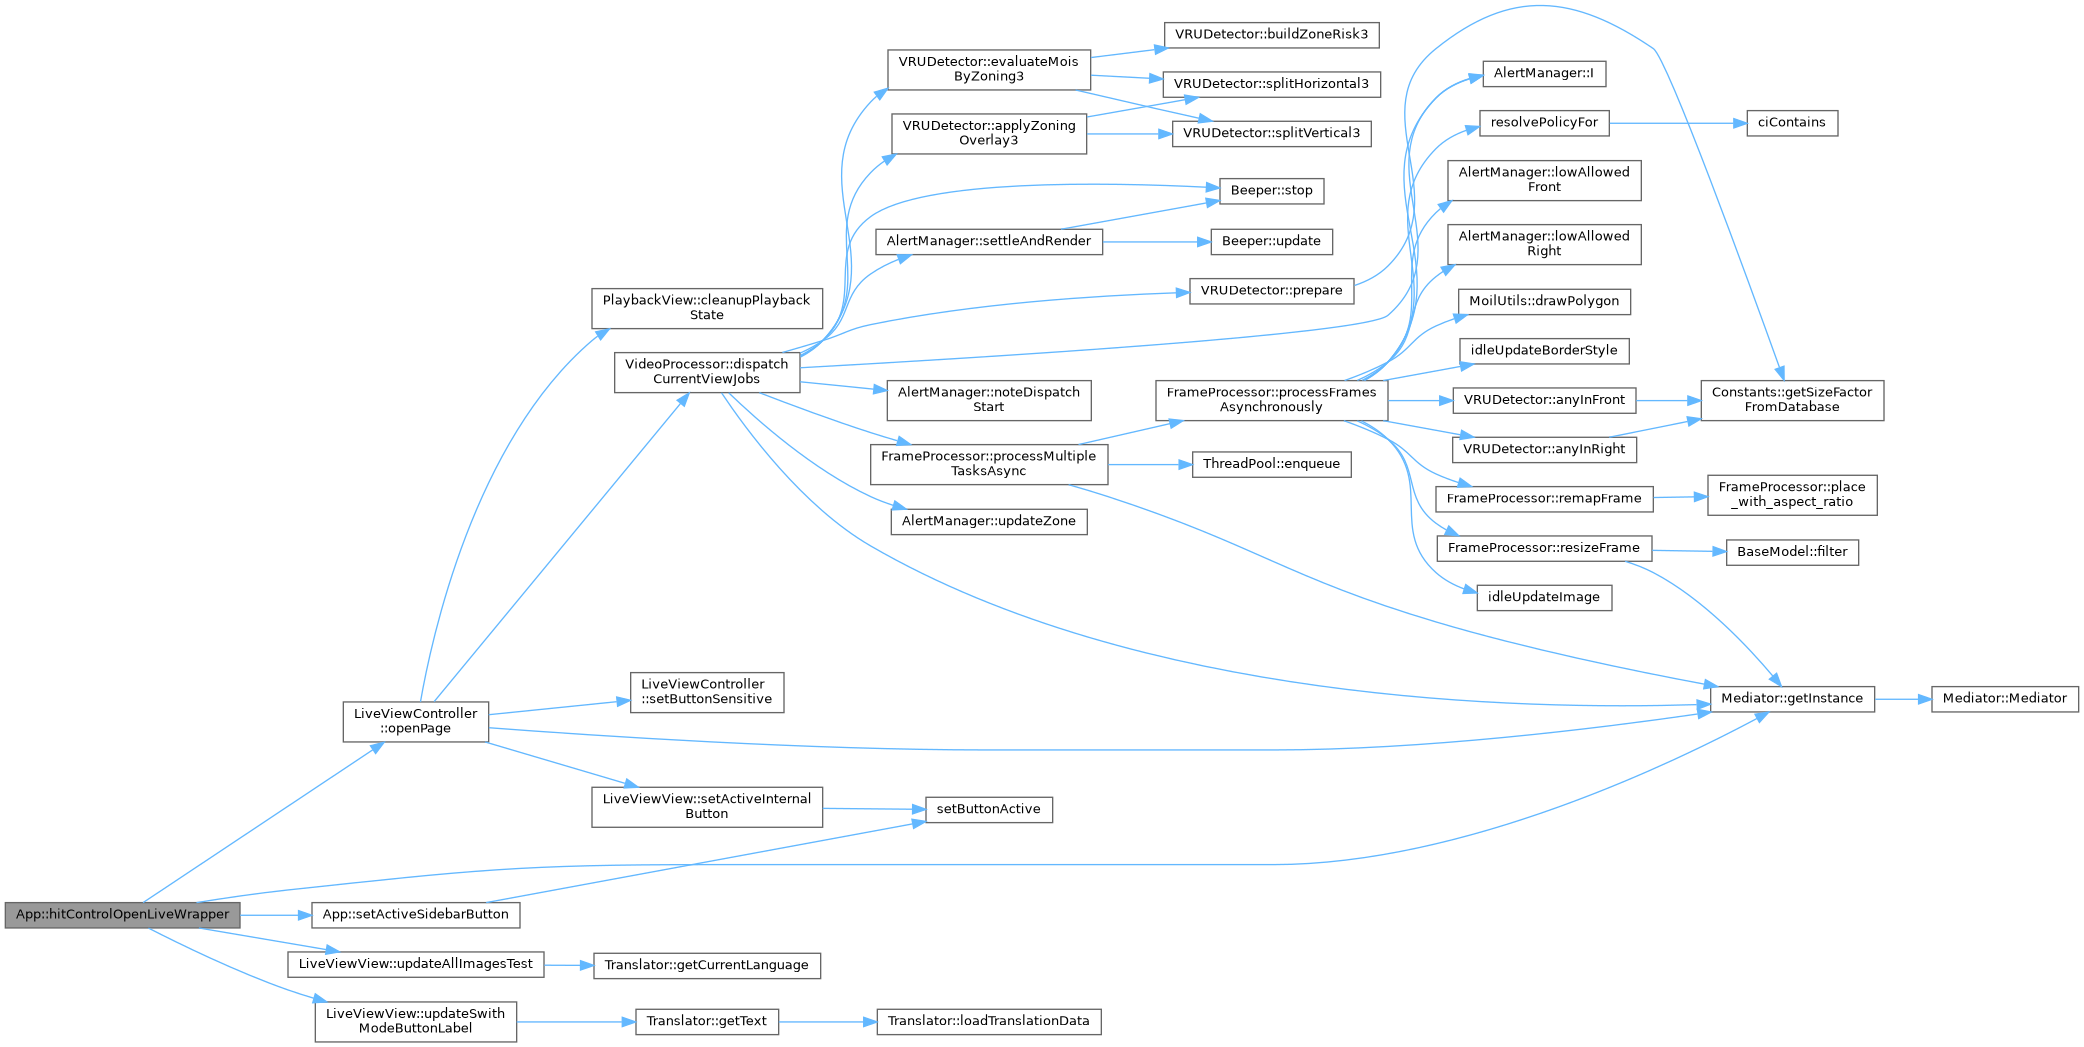 App::hitControlOpenLiveWrapper
LiveViewController
::openPage
PlaybackView::cleanupPlayback
State
VideoProcessor::dispatch
CurrentViewJobs
VRUDetector::evaluateMois
ByZoning3
VRUDetector::buildZoneRisk3
VRUDetector::splitHorizontal3
VRUDetector::splitVertical3
VRUDetector::applyZoning
Overlay3
Beeper::stop
AlertManager::settleAndRender
Beeper::update
VRUDetector::prepare
AlertManager::I
AlertManager::noteDispatch
Start
FrameProcessor::processMultiple
TasksAsync
FrameProcessor::processFrames
Asynchronously
ThreadPool::enqueue
AlertManager::updateZone
resolvePolicyFor
ciContains
AlertManager::lowAllowed
Front
AlertManager::lowAllowed
Right
MoilUtils::drawPolygon
idleUpdateBorderStyle
VRUDetector::anyInFront
VRUDetector::anyInRight
Constants::getSizeFactor
FromDatabase
FrameProcessor::remapFrame
FrameProcessor::place
_with_aspect_ratio
FrameProcessor::resizeFrame
BaseModel::filter
idleUpdateImage
Mediator::getInstance
Mediator::Mediator
LiveViewController
::setButtonSensitive
LiveViewView::setActiveInternal
Button
setButtonActive
App::setActiveSidebarButton
LiveViewView::updateAllImagesTest
Translator::getCurrentLanguage
LiveViewView::updateSwith
ModeButtonLabel
Translator::getText
Translator::loadTranslationData